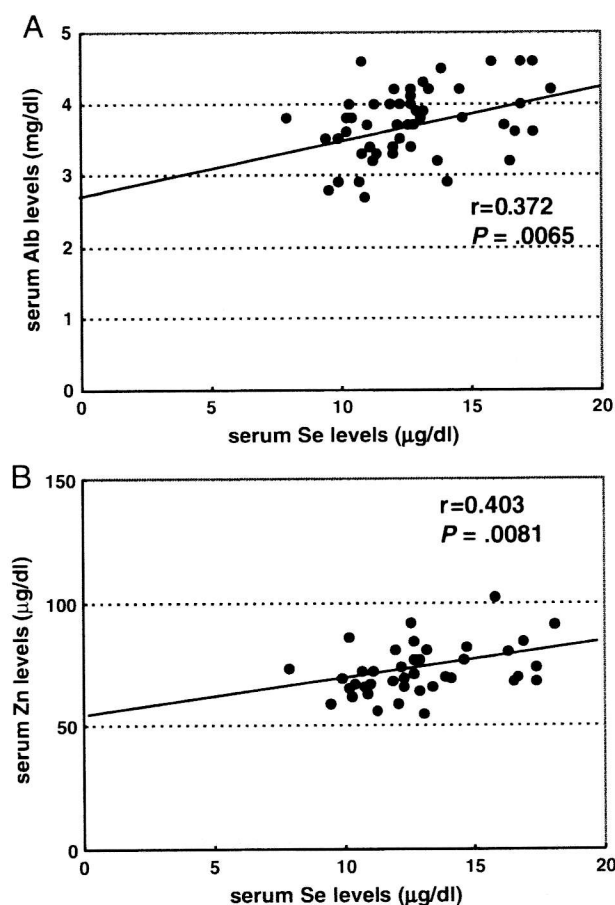 A
5
4
3
2
1
0
serum Alb levels (mg/dl)
r=0.372
P = .0065
0 5 10 15 20
serum Se levels (μg/dl)
B
150
100
50
0
serum Zn levels (μg/dl)
r=0.403
P = .0081
0 5 10 15 20
serum Se levels (μg/dl)